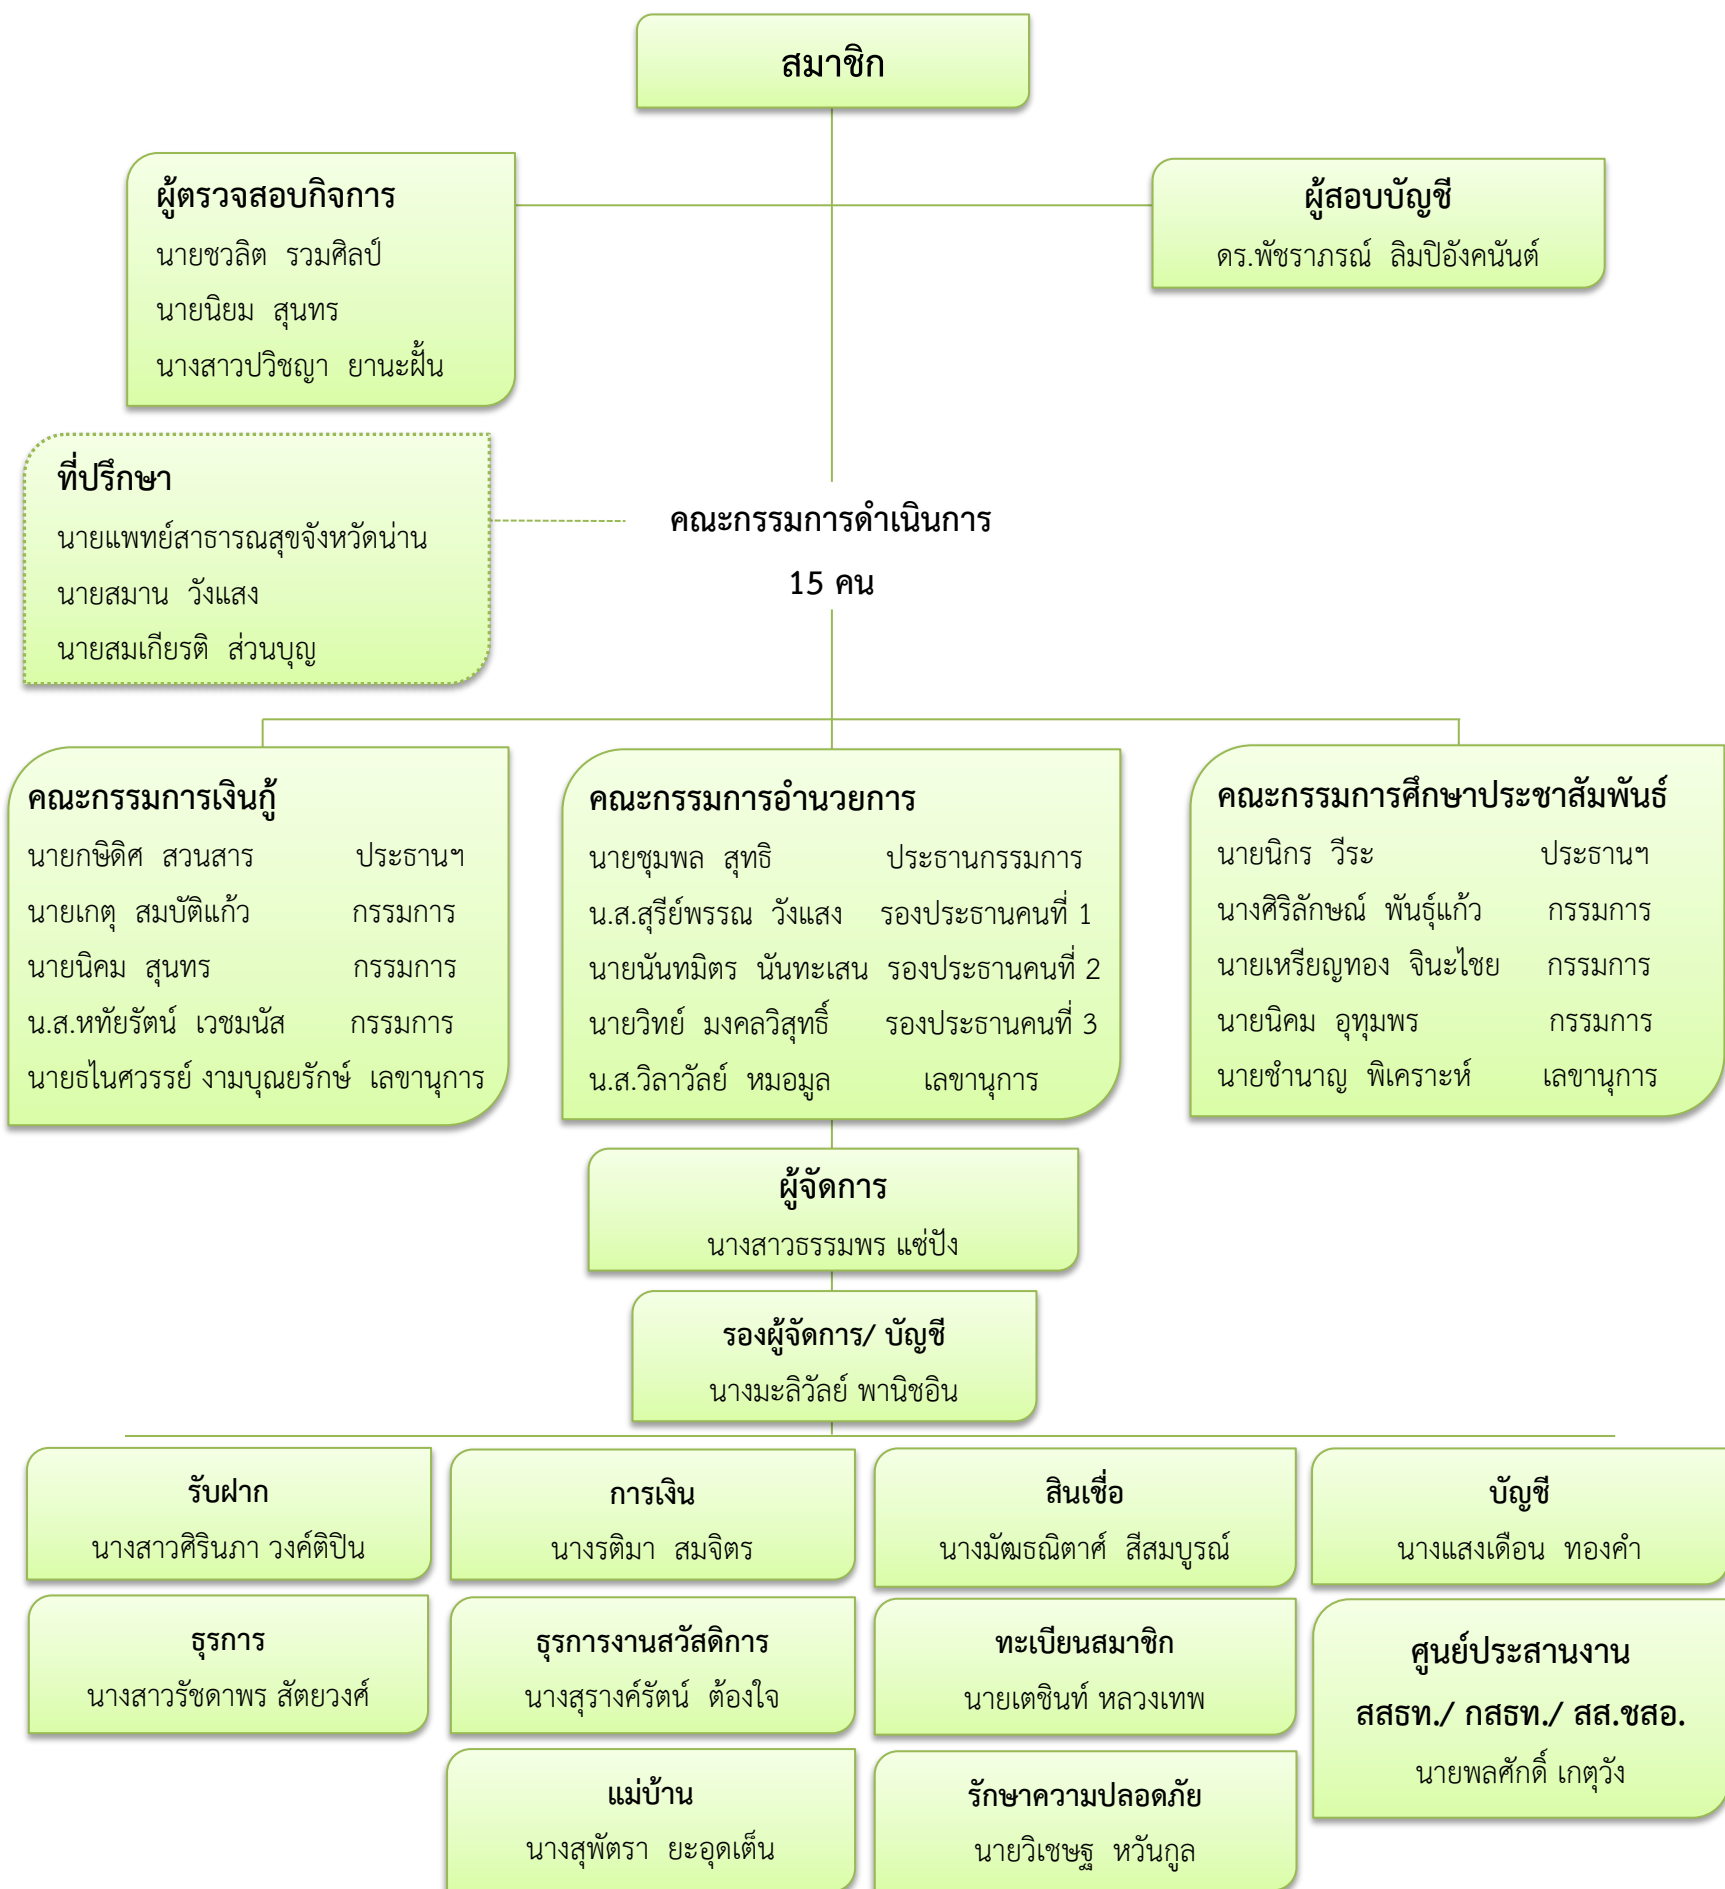 สมาชิก
ผู้ตรวจสอบกิจการ
นายชวลิต รวมศิลป์
นายนิยม สุนทร
นางสาวปวิชญา ยานะฝั้น
ผู้สอบบัญชี
ดร.พัชราภรณ์ ลิมปิอังคนันต์
ที่ปรึกษา
นายแพทย์สาธารณสุขจังหวัดน่าน
นายสมาน วังแสง
นายสมเกียรติ ส่วนบุญ
คณะกรรมการดำเนินการ
15 คน
คณะกรรมการเงินกู้
นายกษิดิศ สวนสาร ประธานฯ
นายเกตุ สมบัติแก้ว กรรมการ
นายนิคม สุนทร กรรมการ
น.ส.หทัยรัตน์ เวชมนัส กรรมการ
นายธไนศวรรย์ งามบุณยรักษ์ เลขานุการ
คณะกรรมการอำนวยการ
นายชุมพล สุทธิ ประธานกรรมการ
น.ส.สุรีย์พรรณ วังแสง รองประธานคนที่ 1
นายนันทมิตร นันทะเสน รองประธานคนที่ 2
นายวิทย์ มงคลวิสุทธิ์ รองประธานคนที่ 3
น.ส.วิลาวัลย์ หมอมูล เลขานุการ
คณะกรรมการศึกษาประชาสัมพันธ์
นายนิกร วีระ ประธานฯ
นางศิริลักษณ์ พันธุ์แก้ว กรรมการ
นายเหรียญทอง จินะไชย กรรมการ
นายนิคม อุทุมพร กรรมการ
นายชำนาญ พิเคราะห์ เลขานุการ
ผู้จัดการ
นางสาวธรรมพร แซ่ปัง
รองผู้จัดการ/ บัญชี
นางมะลิวัลย์ พานิชอิน
รับฝาก
นางสาวศิรินภา วงค์ติปิน
การเงิน
นางรติมา สมจิตร
สินเชื่อ
นางมัฒธณิตาศ์ สีสมบูรณ์
บัญชี
นางแสงเดือน ทองคำ
ธุรการ
นางสาวรัชดาพร สัตยวงศ์
ธุรการงานสวัสดิการ
นางสุรางค์รัตน์ ต้องใจ
ทะเบียนสมาชิก
นายเตชินท์ หลวงเทพ
ศูนย์ประสานงาน
สสธท./ กสธท./ สส.ชสอ.
นายพลศักดิ์ เกตุวัง
แม่บ้าน
นางสุพัตรา ยะอุดเต็น
รักษาความปลอดภัย
นายวิเชษฐ หวันกูล